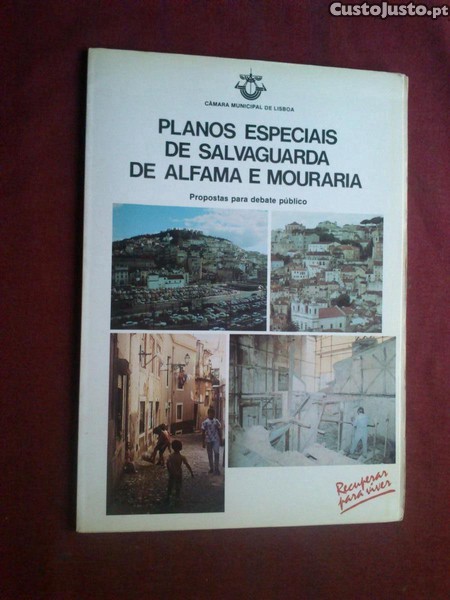 CustoJusto.pt
CÂMARA MUNICIPAL DE LISBOA
PLANOS ESPECIAIS
DE SALVAGUARDA
DE ALFAMA E MOURARIA
Propostas para debate público
Recuperar
para viver